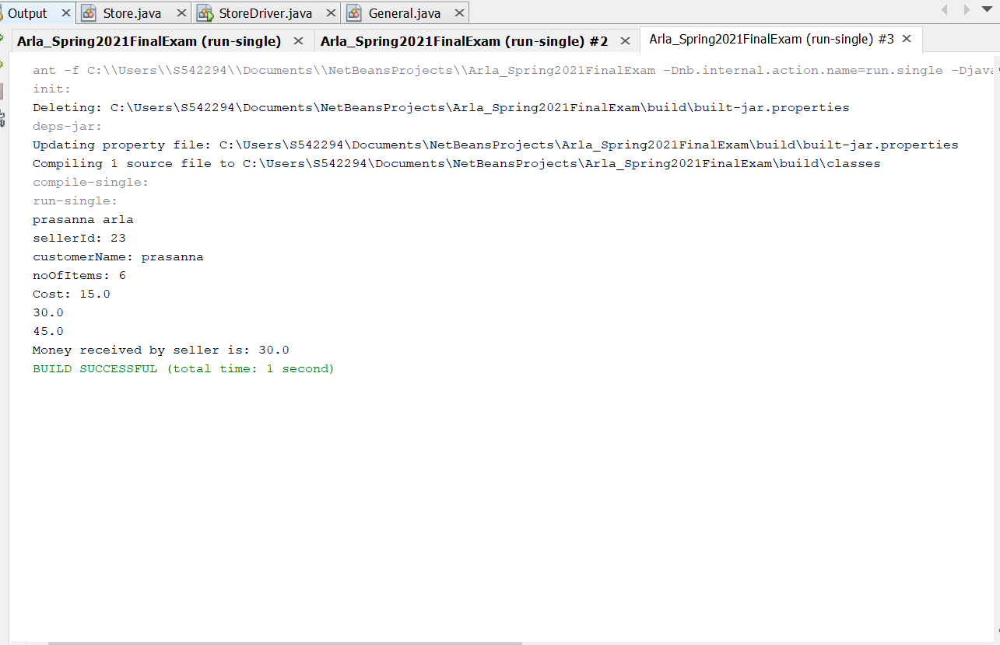 Output Store.java StoreDriver.java General.java
Arla_Spring2021FinalExam (run-single) Arla_Spring2021FinalExam (run-single) #2 Arla_Spring2021FinalExam (run-single) #3
ant -f C:\\Users\\S542294\\Documents\\NetBeansProjects\\Arla_Spring2021FinalExam -Dnb.internal.action.name=run.single -Djava
init:
Deleting: C:\Users\S542294\Documents\NetBeansProjects\Arla_Spring2021FinalExam\build\built-jar.properties
deps-jar:
Updating property file: C:\Users\S542294\Documents\NetBeansProjects\Arla_Spring2021FinalExam\build\built-jar.properties
Compiling 1 source file to C:\Users\S542294\Documents\NetBeansProjects\Arla_Spring2021FinalExam\build\classes
compile-single:
run-single:
prasanna arla
sellerId: 23
customerName: prasanna
noOfItems: 6
Cost: 15.0
30.0
45.0
Money received by seller is: 30.0
BUILD SUCCESSFUL (total time: 1 second)